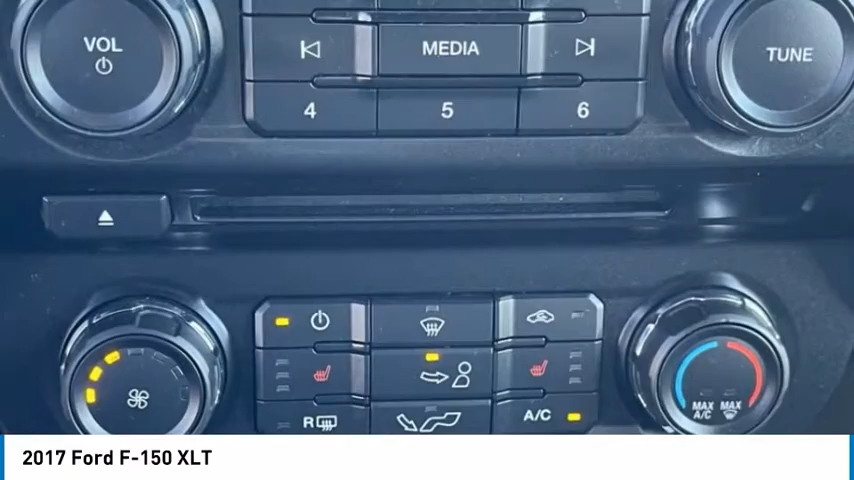 VOL
MEDIA
TUNE
4 5 6
R
A/C
MAX A/C
MAX
2017 Ford F-150 XLT